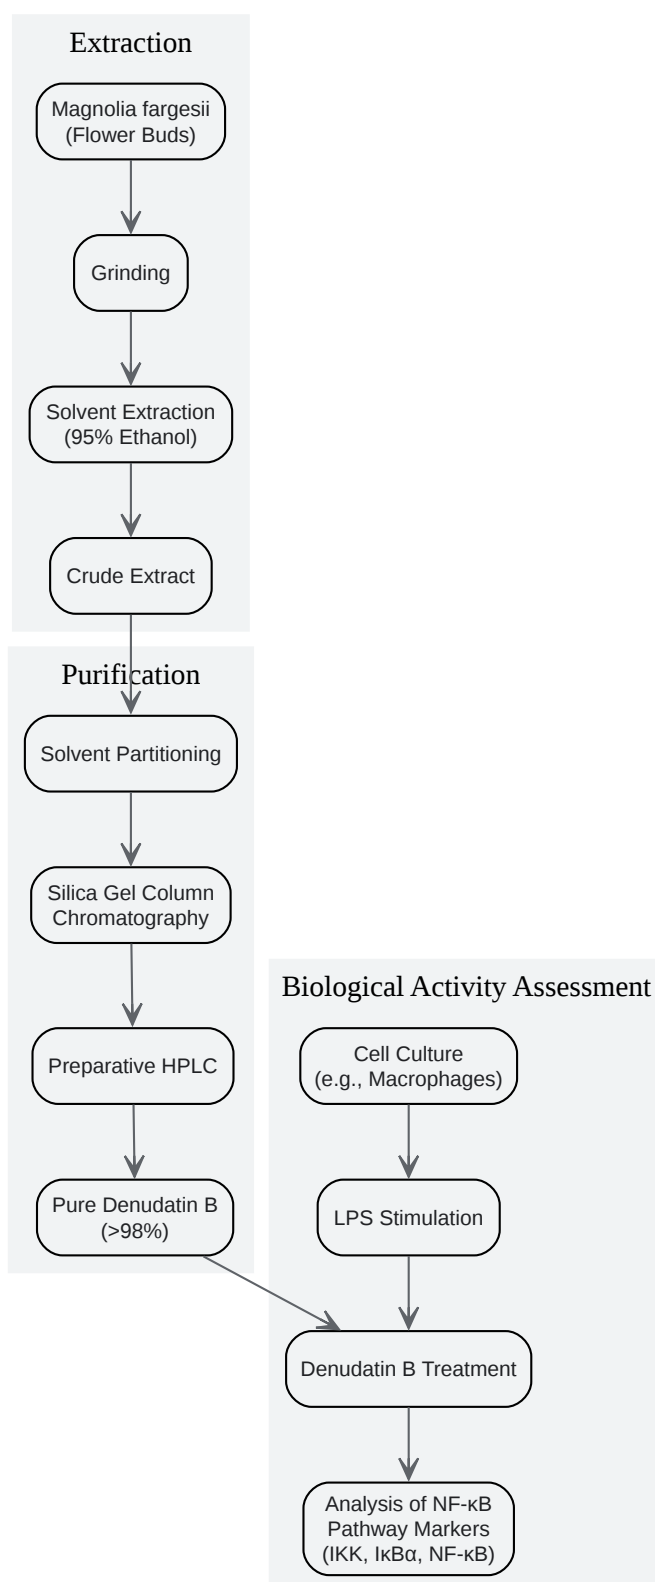 Extraction
Magnolia fargesii
(Flower Buds)
Grinding
Solvent Extraction
(95% Ethanol)
Crude Extract
Purification
Solvent Partitioning
Silica Gel Column
Chromatography
Preparative HPLC
Pure Denudatin B
(>98%)
Biological Activity Assessment
Cell Culture
(e.g., Macrophages)
LPS Stimulation
Denudatin B Treatment
Analysis of NF-κB
Pathway Markers
(IKK, IκBα, NF-κB)